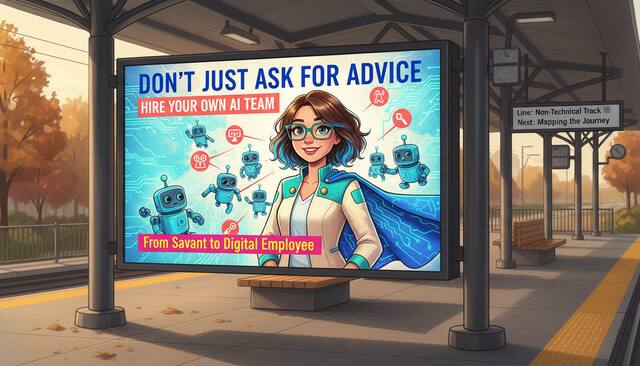 DON'T JUST ASK FOR ADVICE
HIRE YOUR OWN AI TEAM
From Savant to Digital Employee
Line: Non-Technical Track
Next: Mapping the Journey